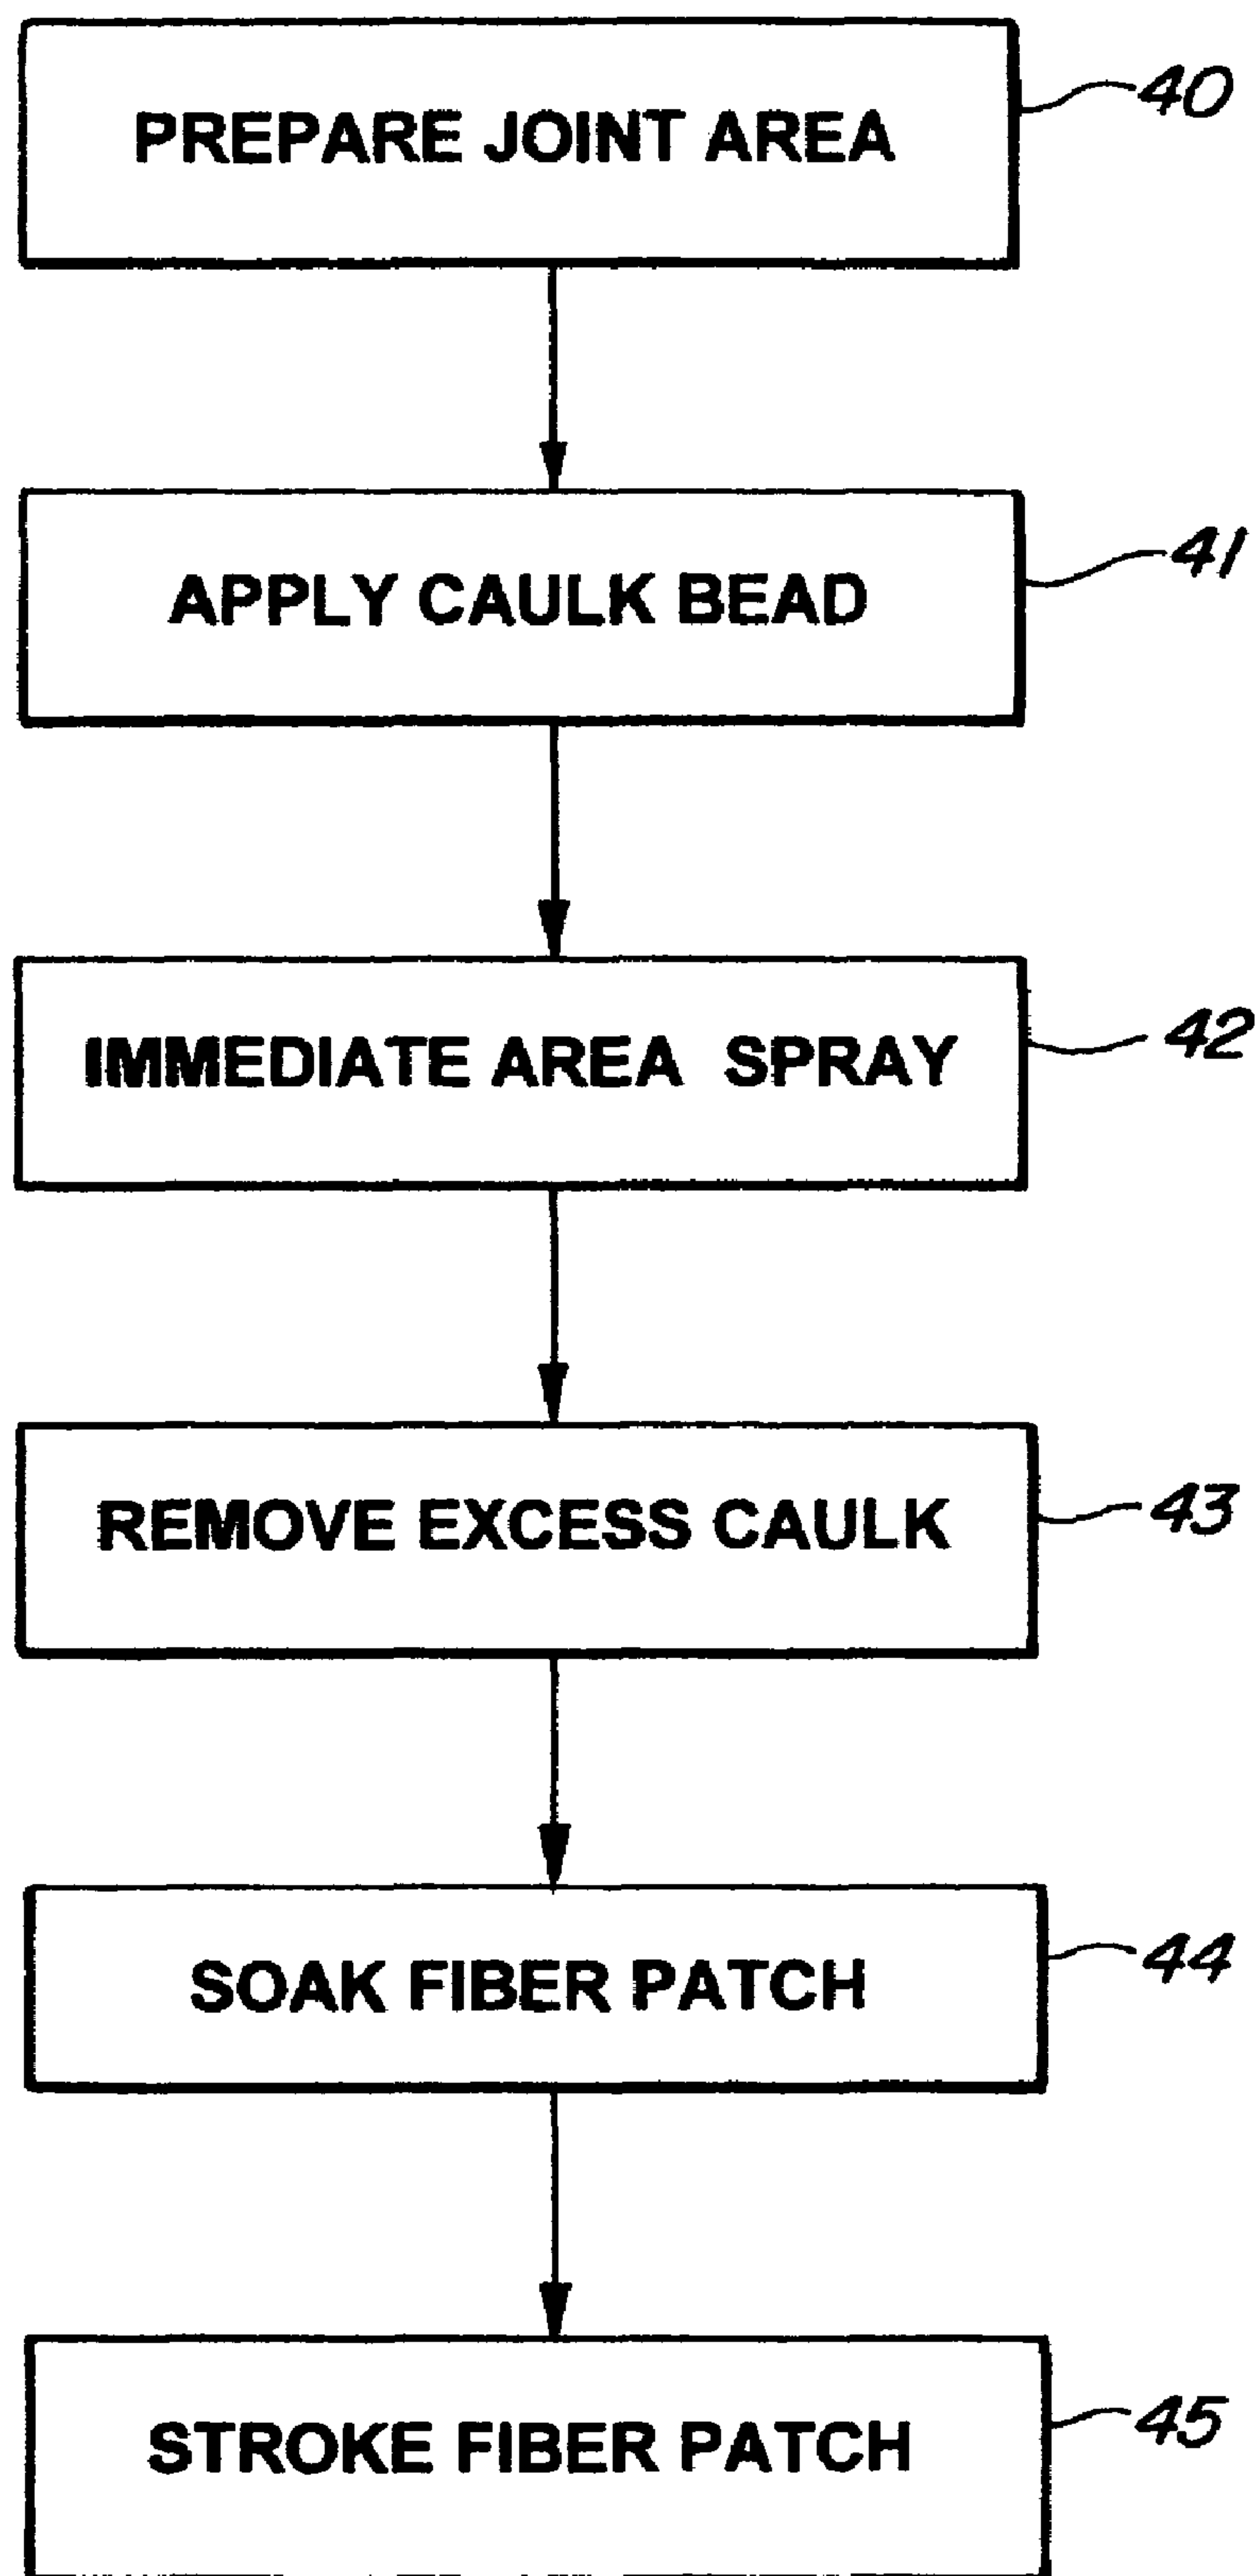 PREPARE JOINT AREA
40
APPLY CAULK BEAD
41
IMMEDIATE AREA SPRAY
42
REMOVE EXCESS CAULK
43
SOAK FIBER PATCH
44
STROKE FIBER PATCH
45